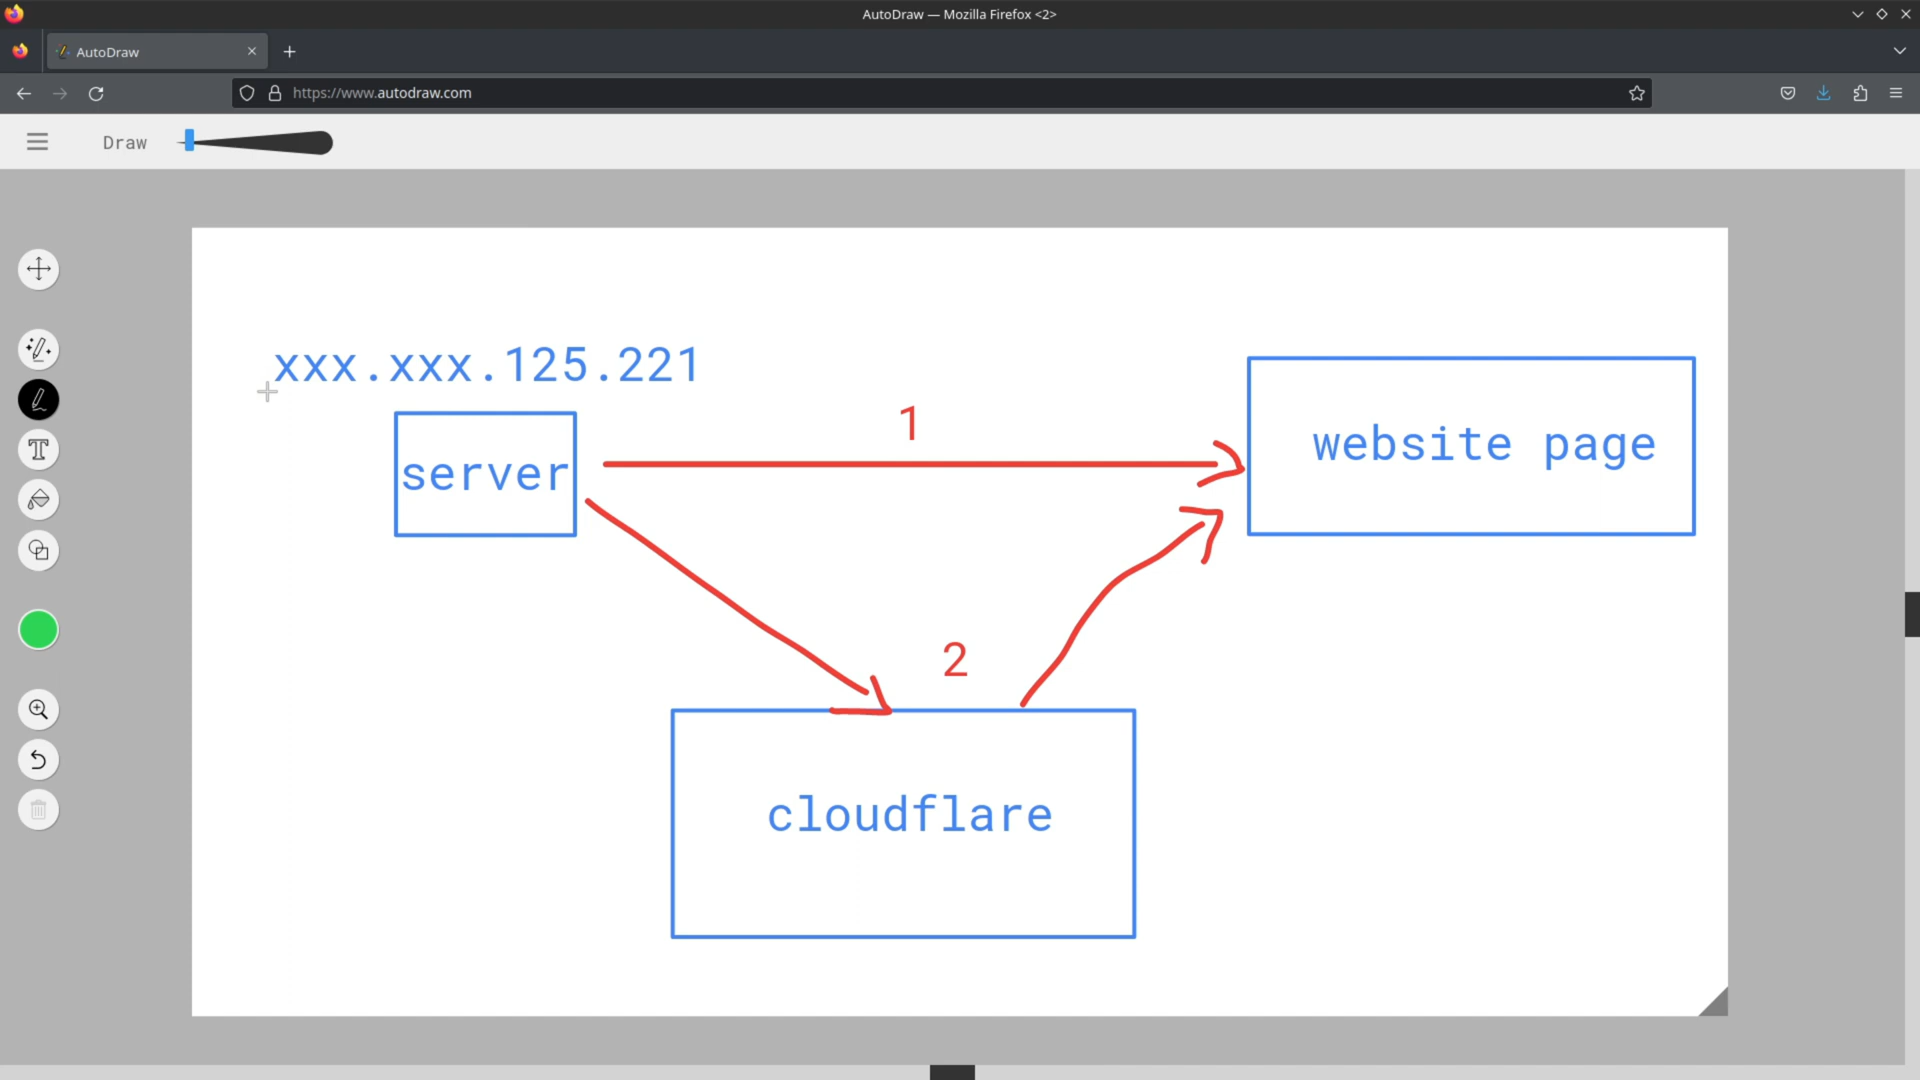 AutoDraw — Mozilla Firefox <2>
AutoDraw
https://www.autodraw.com
Draw
xxx.xxx.125.221
1
website page
server
2
cloudflare